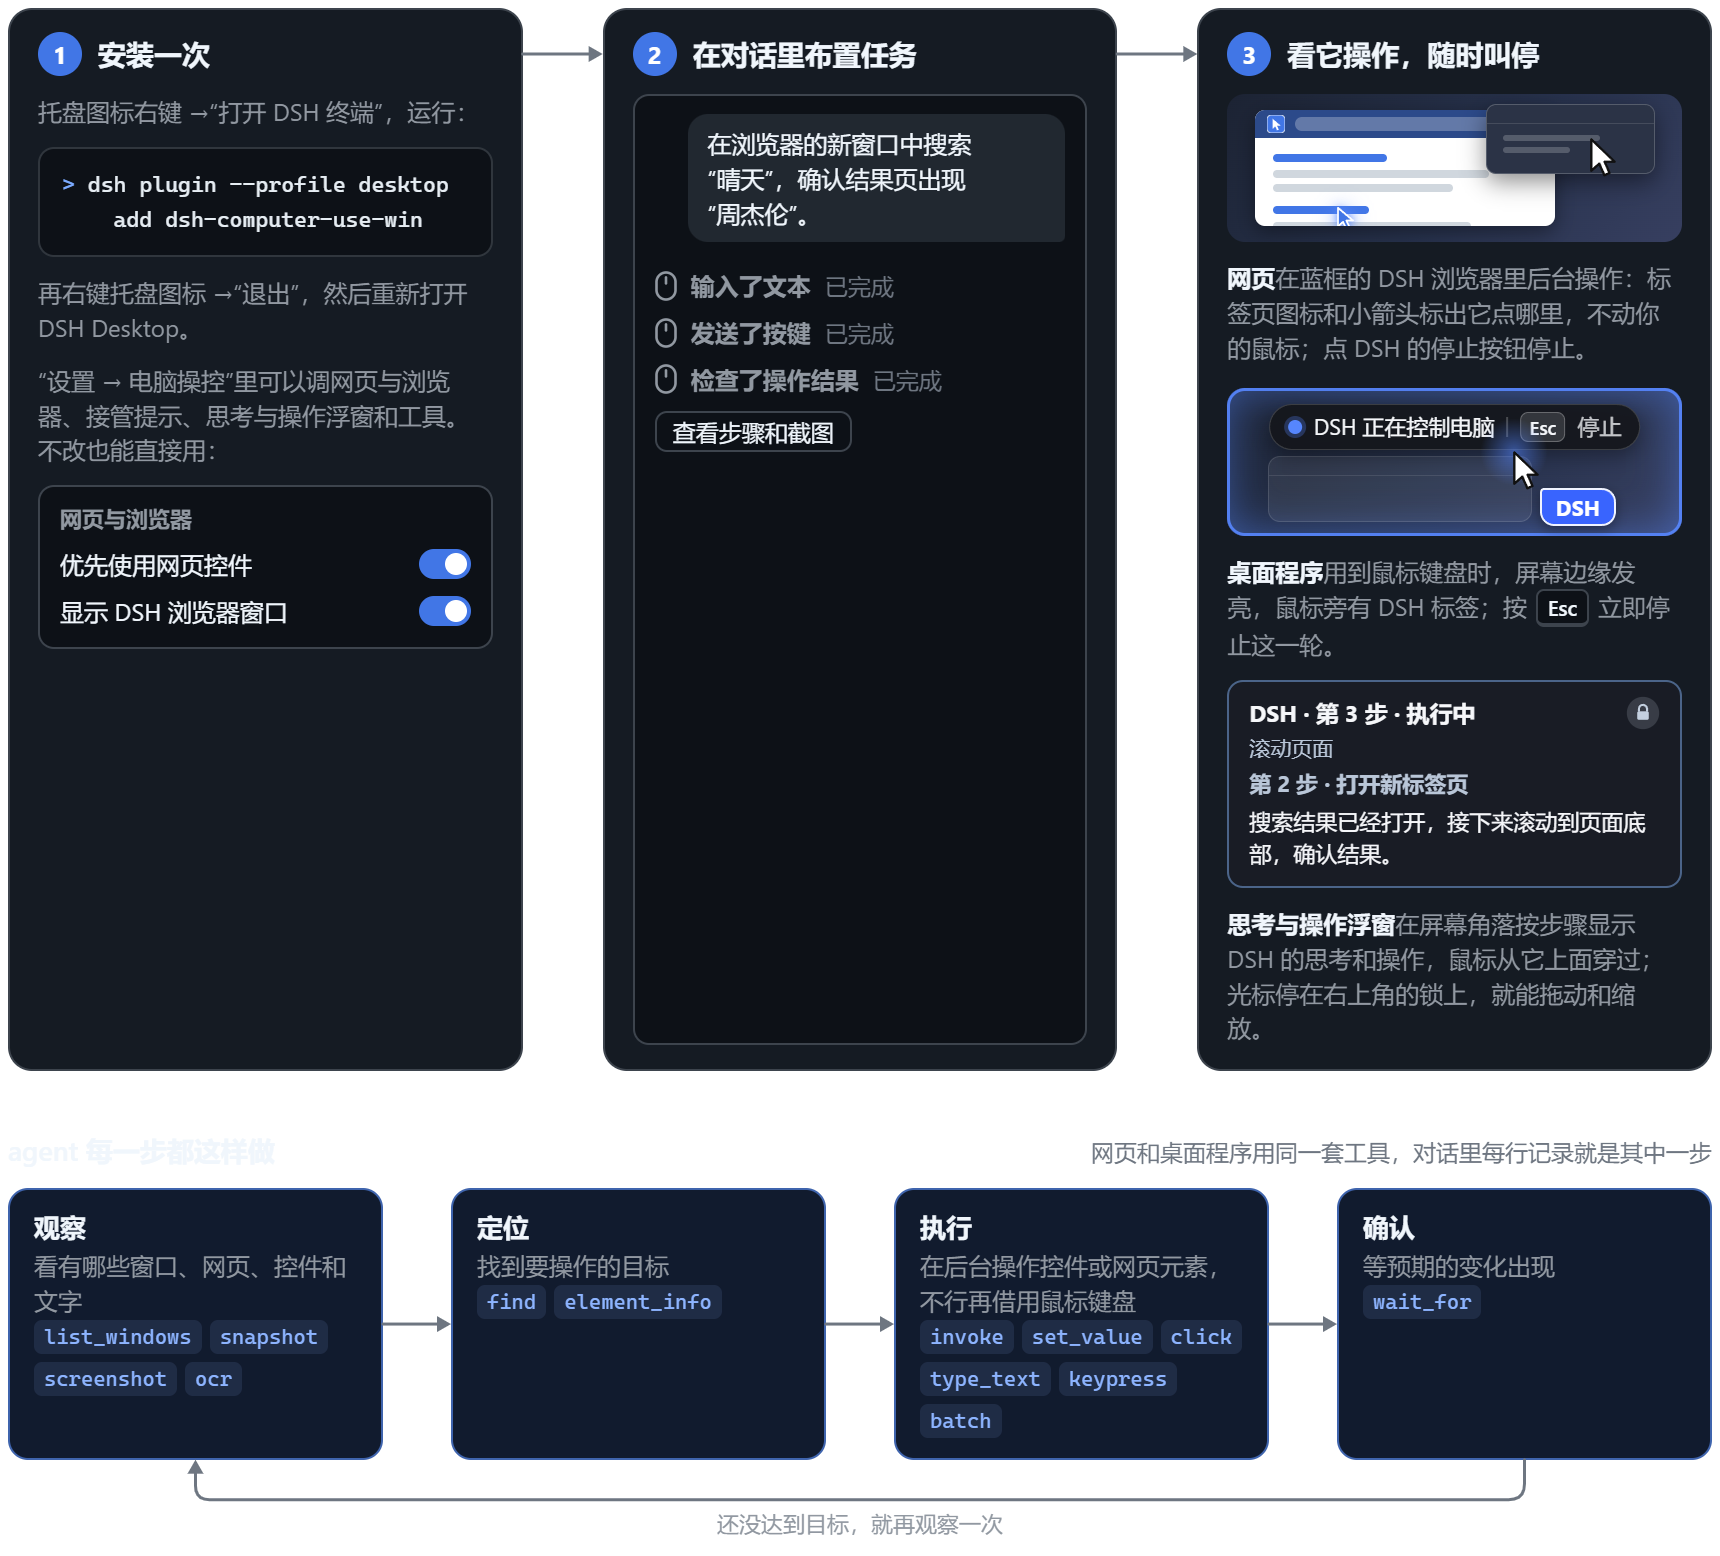 1 安装一次
托盘图标右键 →“打开 DSH 终端”，运行：
> dsh plugin --profile desktop
add dsh-computer-use-win
再右键托盘图标 →“退出”，然后重新打开
DSH Desktop。
“设置 → 电脑操控”里可以调网页与浏览
器、接管提示、思考与操作浮窗和工具。
不改也能直接用：
网页与浏览器
优先使用网页控件
显示 DSH 浏览器窗口
2 在对话里布置任务
在浏览器的新窗口中搜索
“晴天”，确认结果页出现
“周杰伦”。
输入了文本 已完成
发送了按键 已完成
检查了操作结果 已完成
查看步骤和截图
3 看它操作，随时叫停
网页在蓝框的 DSH 浏览器里后台操作：标
签页图标和小箭头标出它点哪里，不动你
的鼠标；点 DSH 的停止按钮停止。
DSH 正在控制电脑 | Esc 停止
DSH
桌面程序用到鼠标键盘时，屏幕边缘发
亮，鼠标旁有 DSH 标签；按 Esc 立即停
止这一轮。
DSH · 第 3 步 · 执行中
滚动页面
第 2 步 · 打开新标签页
搜索结果已经打开，接下来滚动到页面底
部，确认结果。
思考与操作浮窗在屏幕角落按步骤显示
DSH 的思考和操作，鼠标从它上面穿过；
光标停在右上角的锁上，就能拖动和缩
放。
agent 每一步都这样做
网页和桌面程序用同一套工具，对话里每行记录就是其中一步
观察
看有哪些窗口、网页、控件和
文字
list_windows snapshot
screenshot ocr
定位
找到要操作的目标
find element_info
执行
在后台操作控件或网页元素，
不行再借用鼠标键盘
invoke set_value click
type_text keypress
batch
确认
等预期的变化出现
wait_for
还没达到目标，就再观察一次